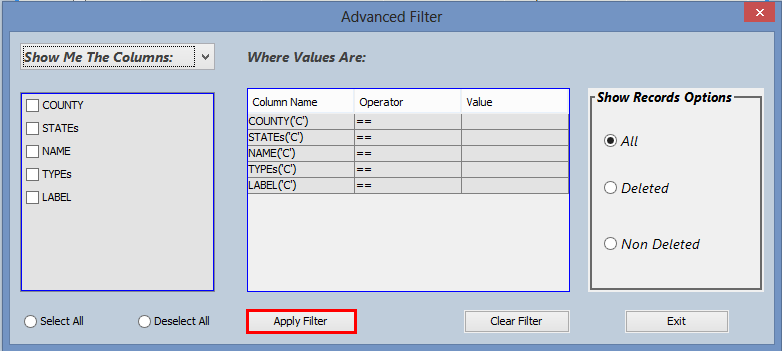 Advanced Filter
Show Me The Columns:
Where Values Are:
COUNTY
STATEs
NAME
TYPEs
LABEL
Column Name Operator Value
COUNTY('C') ==
STATEs('C') ==
NAME('C') ==
TYPEs('C') ==
LABEL('C') ==
Show Records Options
All
Deleted
Non Deleted
Select All
Deselect All
Apply Filter
Clear Filter
Exit